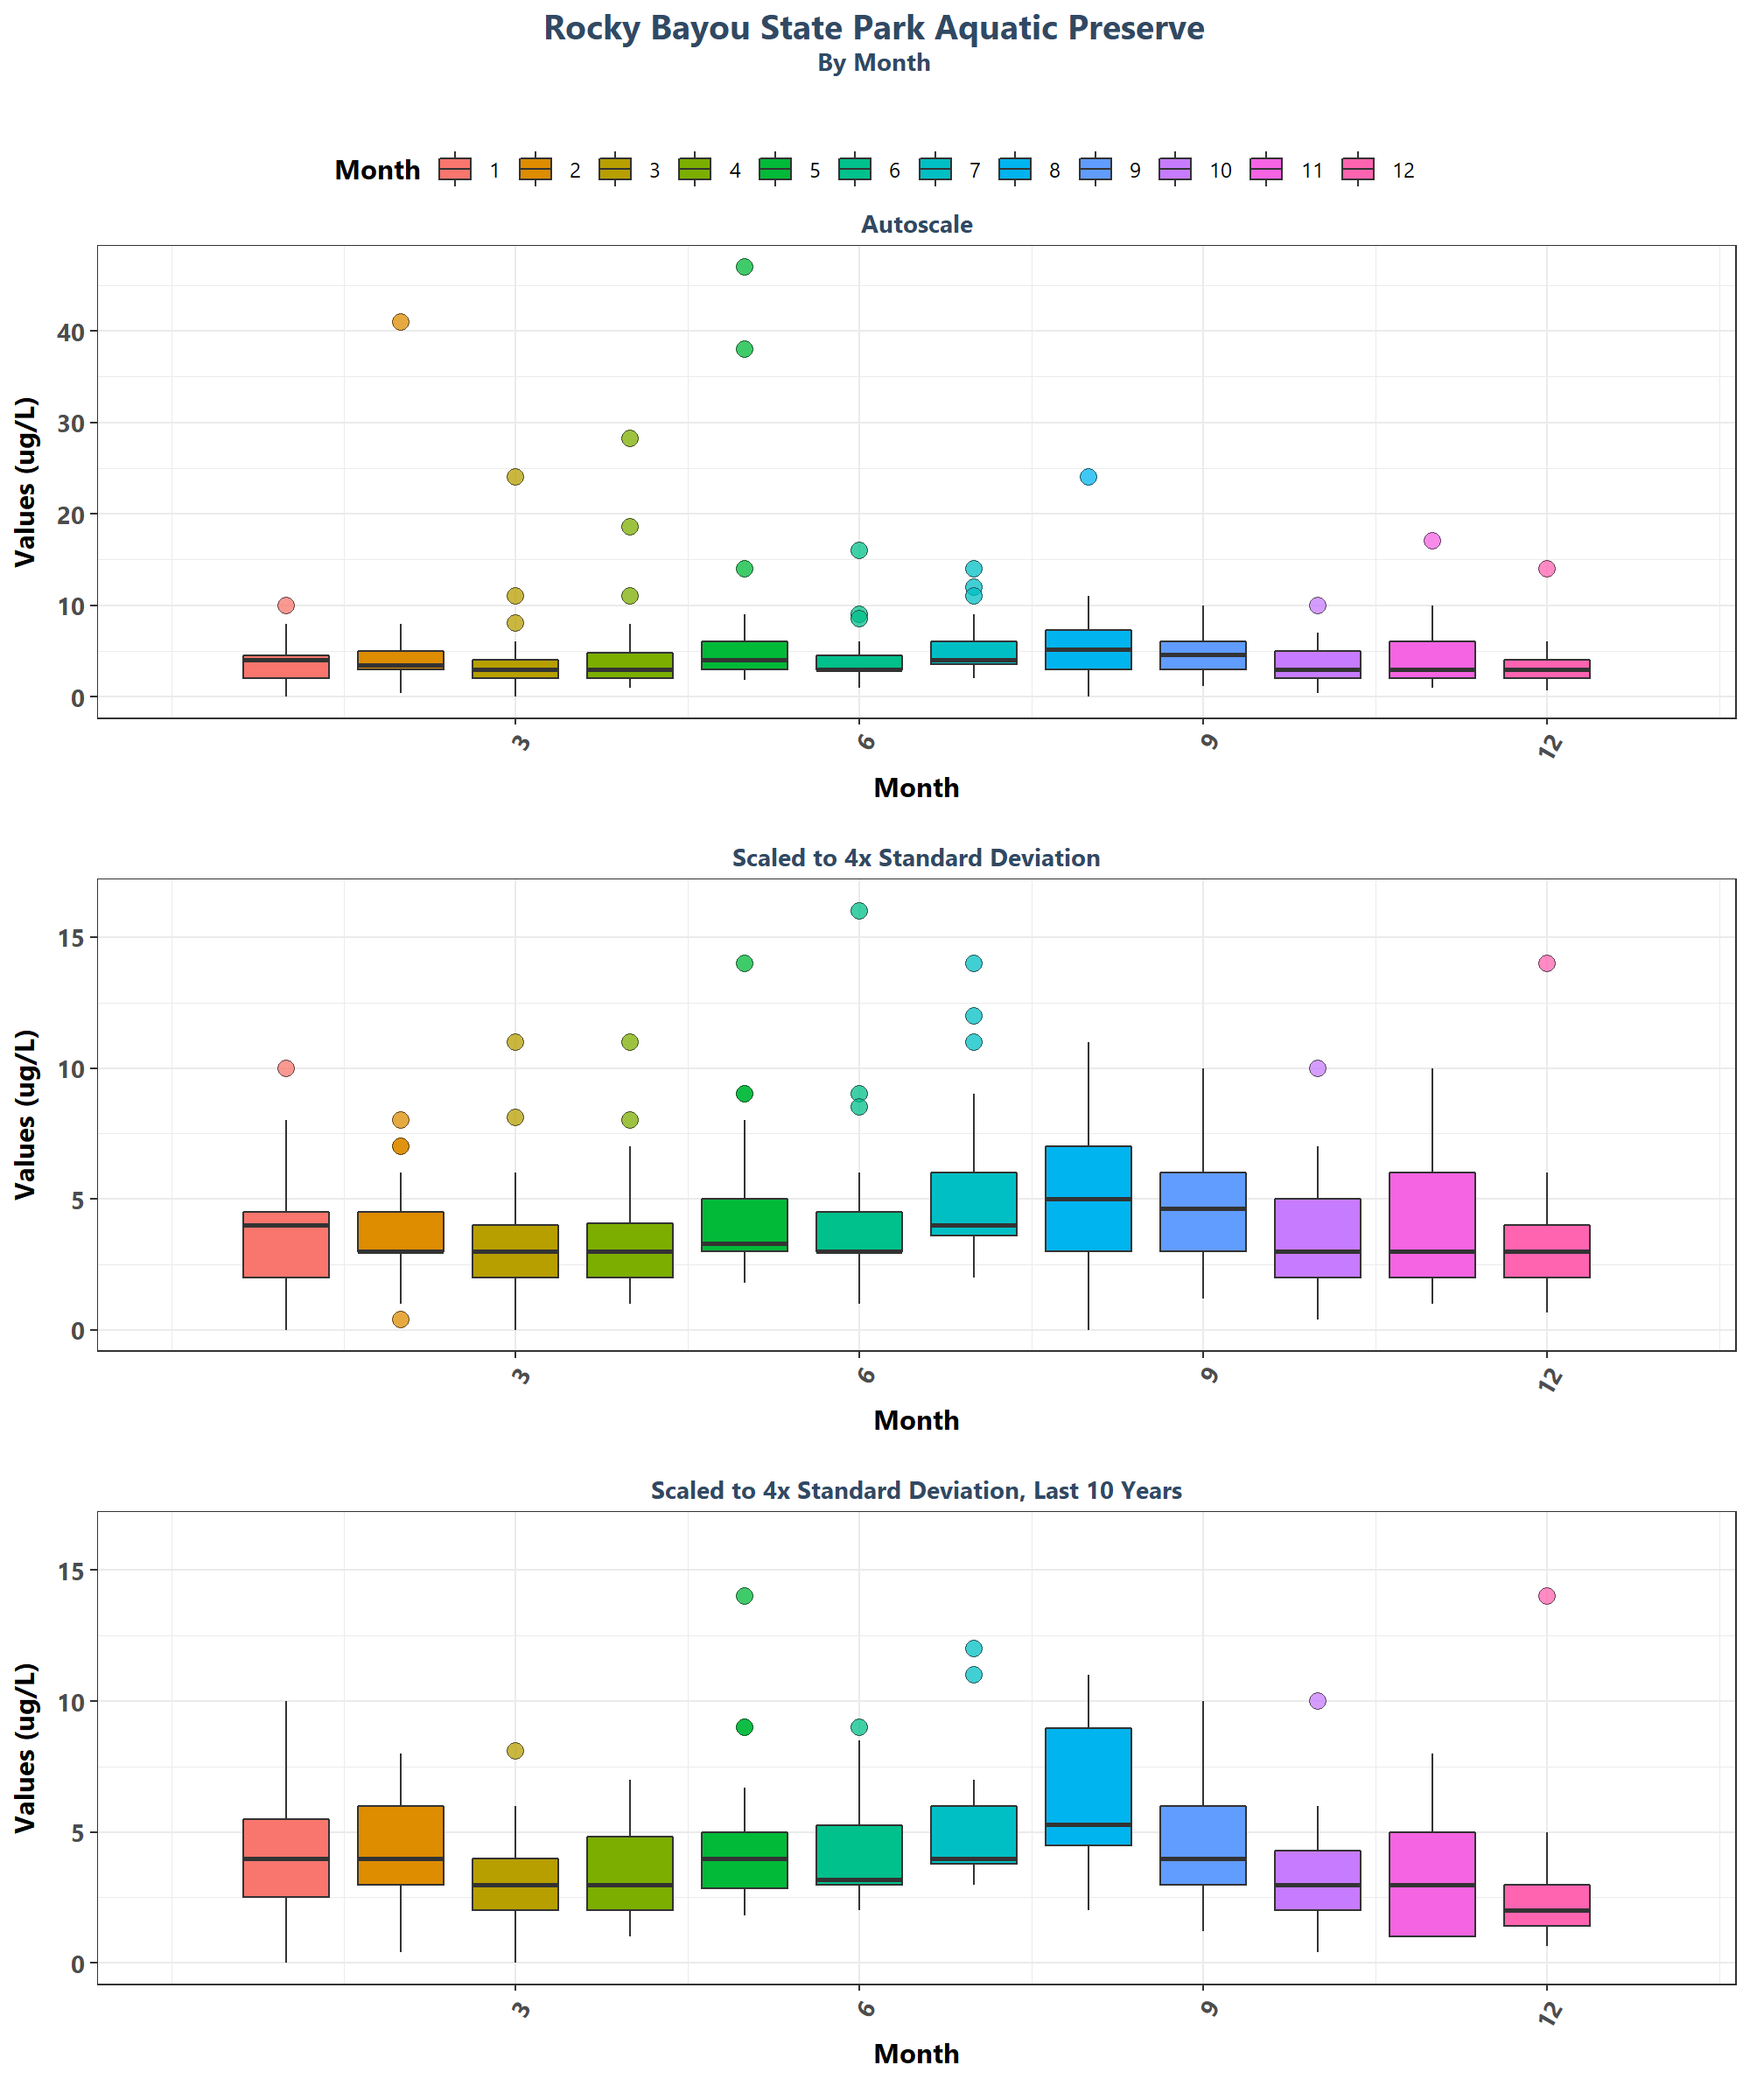 Rocky Bayou State Park Aquatic Preserve
By Month
Month 1 2 3 4 5 6 7 8 9 10 11 12
Autoscale
Values (ug/L)
40
30
20
10
0
3 6 9 12
Month
Scaled to 4x Standard Deviation
Values (ug/L)
15
10
5
0
3 6 9 12
Month
Scaled to 4x Standard Deviation, Last 10 Years
Values (ug/L)
15
10
5
0
3 6 9 12
Month